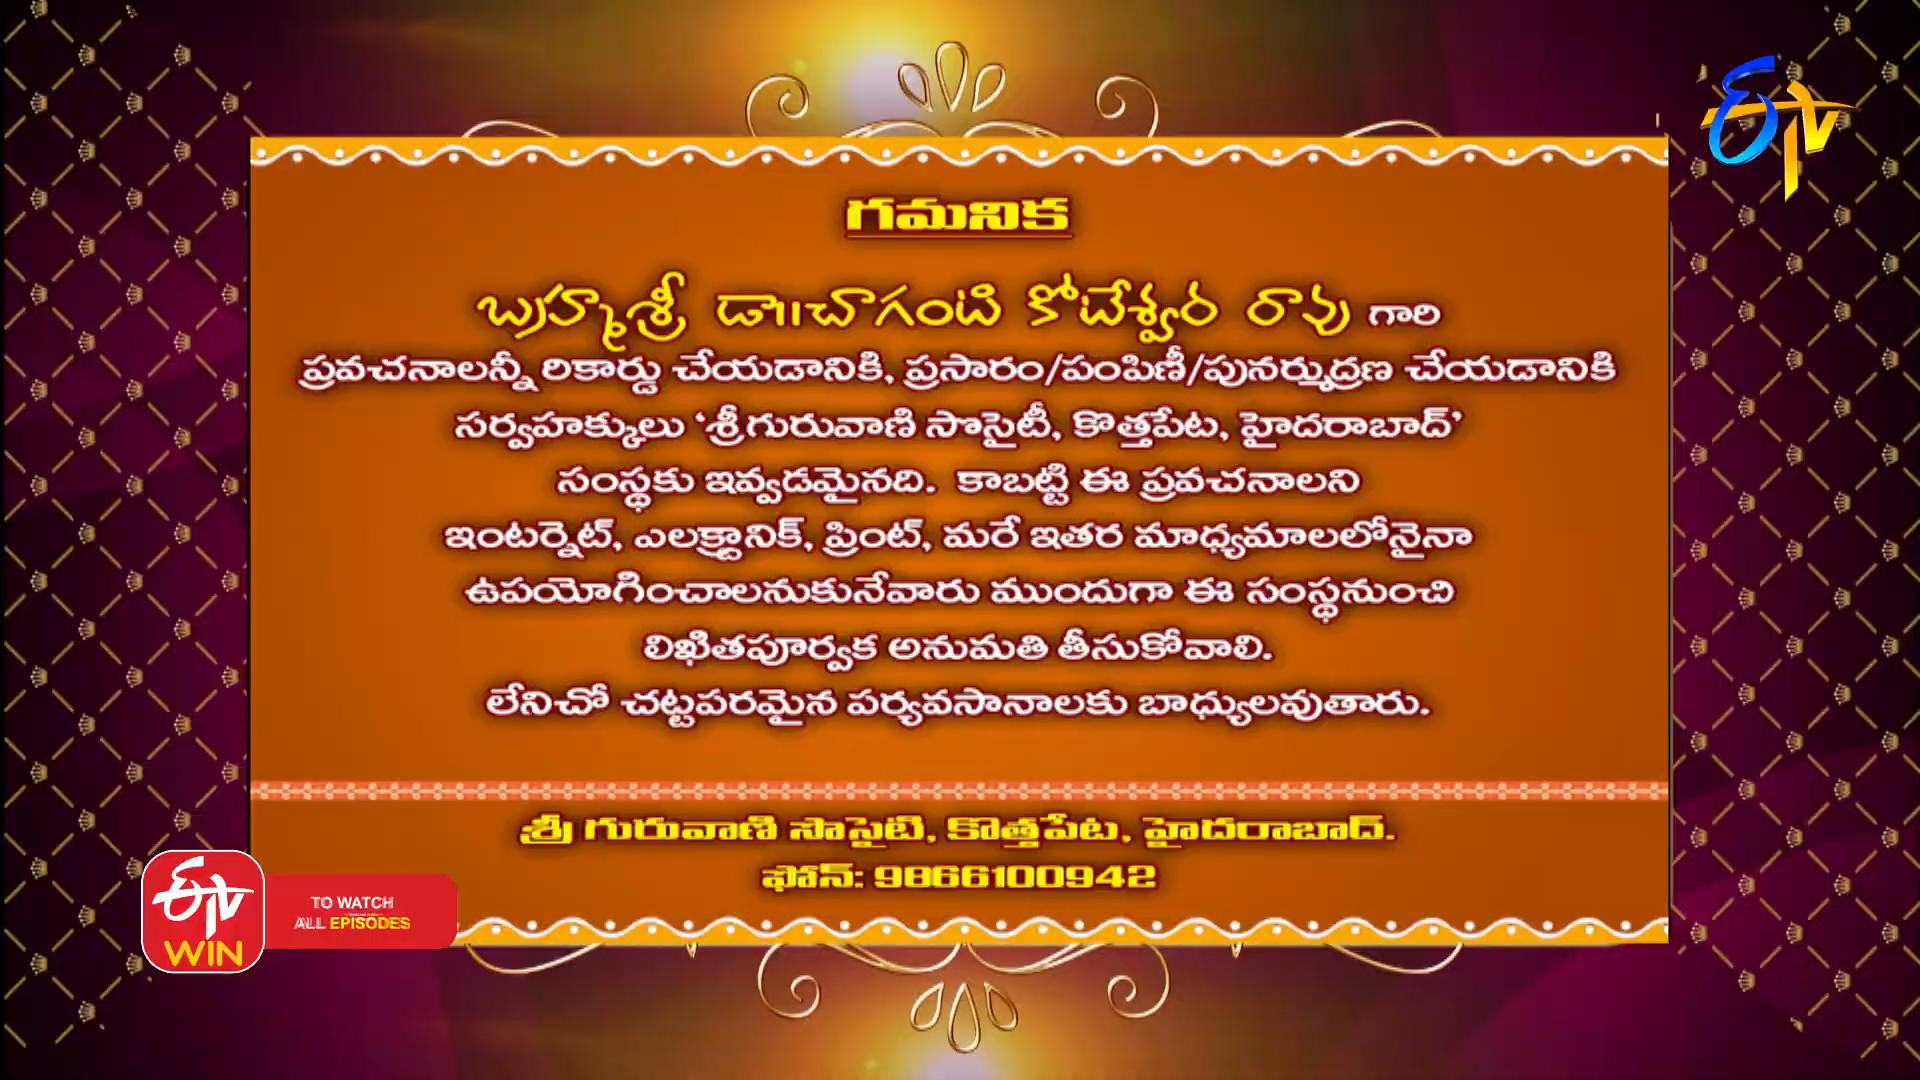 ఈTV
గమనిక
బ్రహ్మశ్రీ డా॥చాగంటి కోటేశ్వర రావు గారి
ప్రవచనాలన్నీ రికార్డు చేయడానికి, ప్రసారం/పంపిణీ/పునర్ముద్రణ చేయడానికి
సర్వహక్కులు ‘శ్రీగురువాణి సొసైటీ, కొత్తపేట, హైదరాబాద్’
సంస్థకు ఇవ్వడమైనది. కాబట్టి ఈ ప్రవచనాలని
ఇంటర్నెట్, ఎలక్ట్రానిక్, ప్రింట్, మరే ఇతర మాధ్యమాలలోనైనా
ఉపయోగించాలనుకునేవారు ముందుగా ఈ సంస్థనుంచి
లిఖితపూర్వక అనుమతి తీసుకోవాలి.
లేనిచో చట్టపరమైన పర్యవసానాలకు బాధ్యులవుతారు.
శ్రీ గురువాణి సొసైటి, కొత్తపేట, హైదరాబాద్.
ఫోన్: 9866100942
ఈTV
WIN
TO WATCH
ALL EPISODES